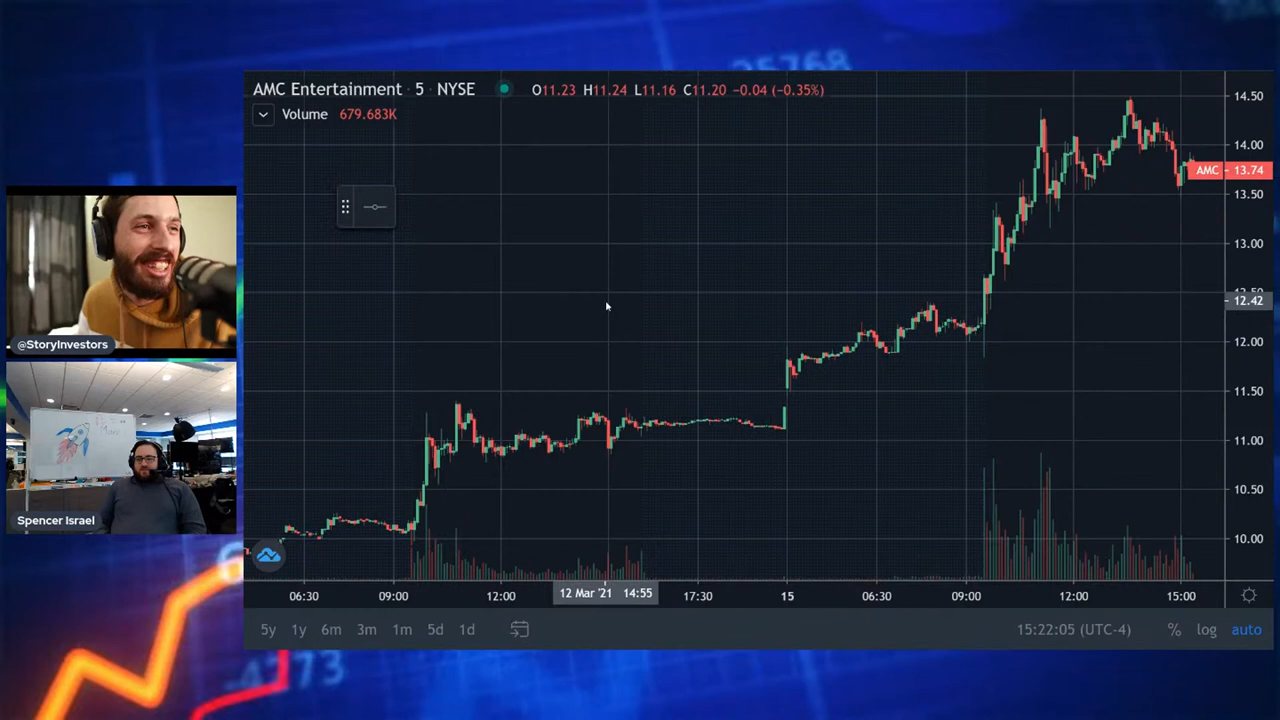 25768
AMC Entertainment · 5 · NYSE O11.23 H11.24 L11.16 C11.20 −0.04 (−0.35%)
Volume 679.683K
14.50
14.00
AMC 13.74
13.50
13.00
12.42
12.00
11.50
11.00
10.50
10.00
@StoryInvestors
Spencer Israel
06:30 09:00 12:00 12 Mar '21 14:55 17:30 15 06:30 09:00 12:00 15:00
5y 1y 6m 3m 1m 5d 1d 15:22:05 (UTC-4) % log auto
-4773